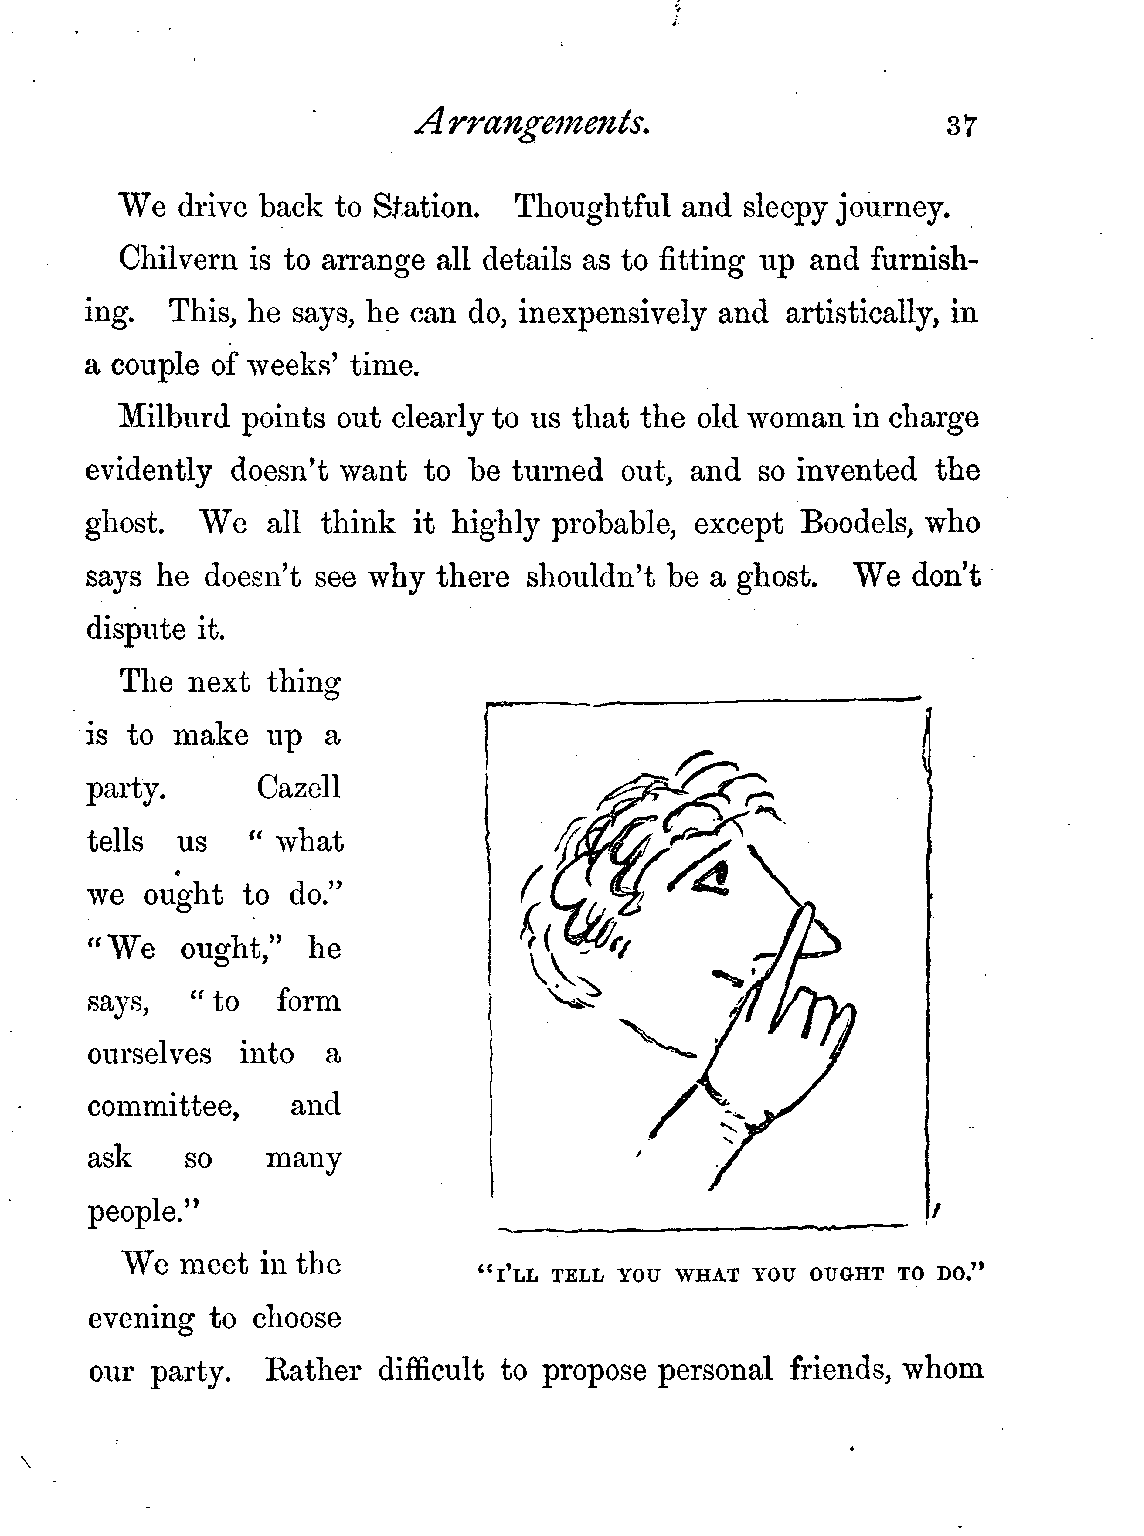 Arrangements. 37
We drive back to Station. Thoughtful and sleepy journey.
Chilvern is to arrange all details as to fitting up and furnish-
ing. This, he says, he can do, inexpensively and artistically, in
a couple of weeks' time.
Milburd points out clearly to us that the old woman in charge
evidently doesn't want to be turned out, and so invented the
ghost. We all think it highly probable, except Boodels, who
says he doesn't see why there shouldn't be a ghost. We don't
dispute it.
The next thing
is to make up a
party. Cazell
tells us " what
we ought to do."
"We ought," he
says, "to form
ourselves into a
committee, and
ask so many
people."
We meet in the
evening to choose
"I'LL TELL YOU WHAT YOU OUGHT TO DO."
our party. Rather difficult to propose personal friends, whom